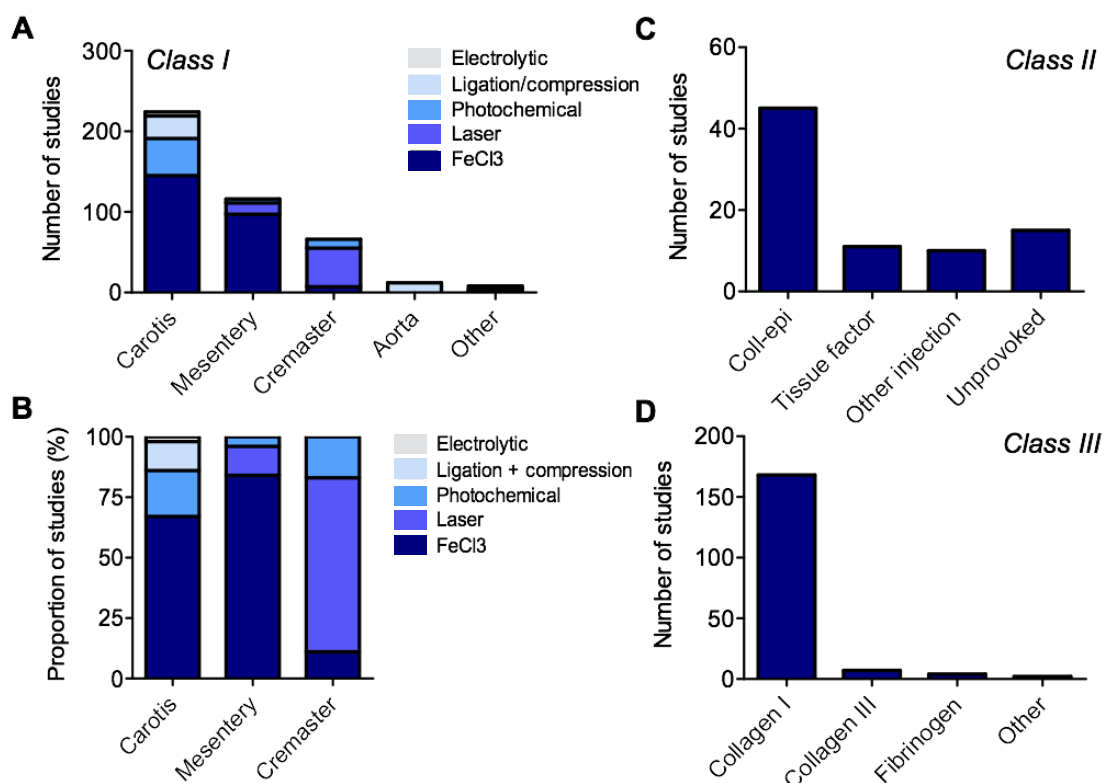 A
Class I
Number of studies
300
200
100
0
Electrolytic
Ligation/compression
Photochemical
Laser
FeCl3
Carotis
Mesentery
Cremaster
Aorta
Other
B
Proportion of studies (%)
100
75
50
25
0
Electrolytic
Ligation + compression
Photochemical
Laser
FeCl3
Carotis
Mesentery
Cremaster
C
Class II
Number of studies
60
40
20
0
Coll-epi
Tissue factor
Other injection
Unprovoked
D
Class III
Number of studies
200
150
100
50
0
Collagen I
Collagen III
Fibrinogen
Other